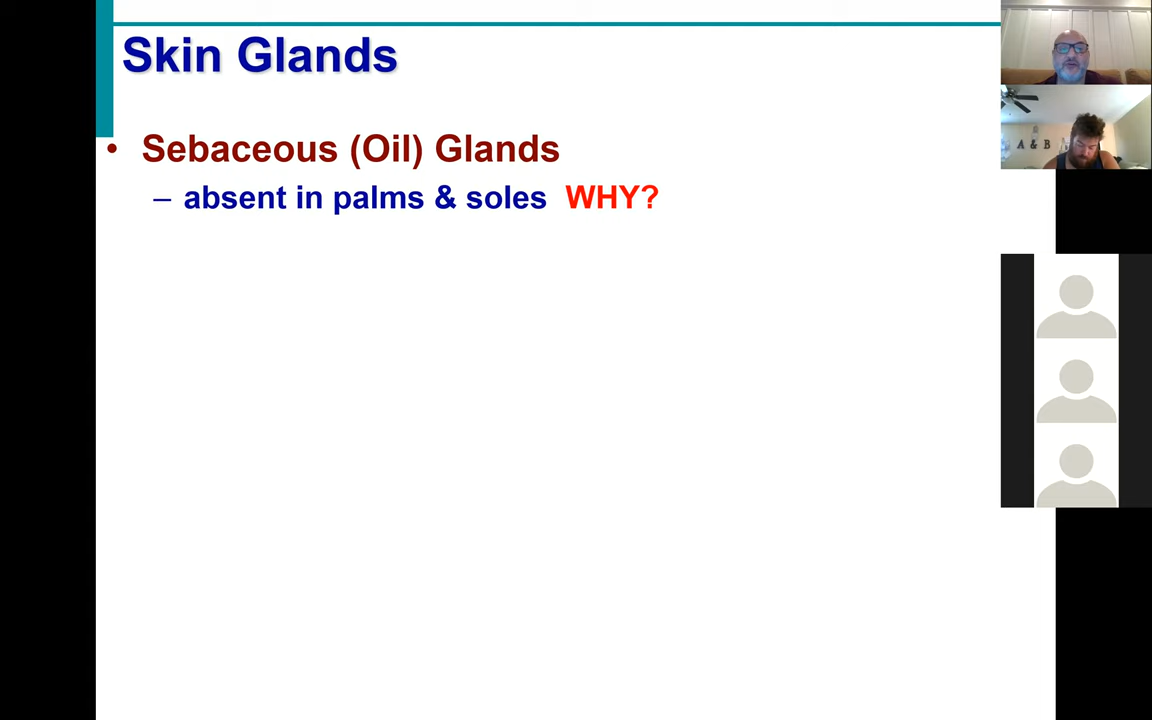 Skin Glands
• Sebaceous (Oil) Glands
– absent in palms & soles WHY?
A & B